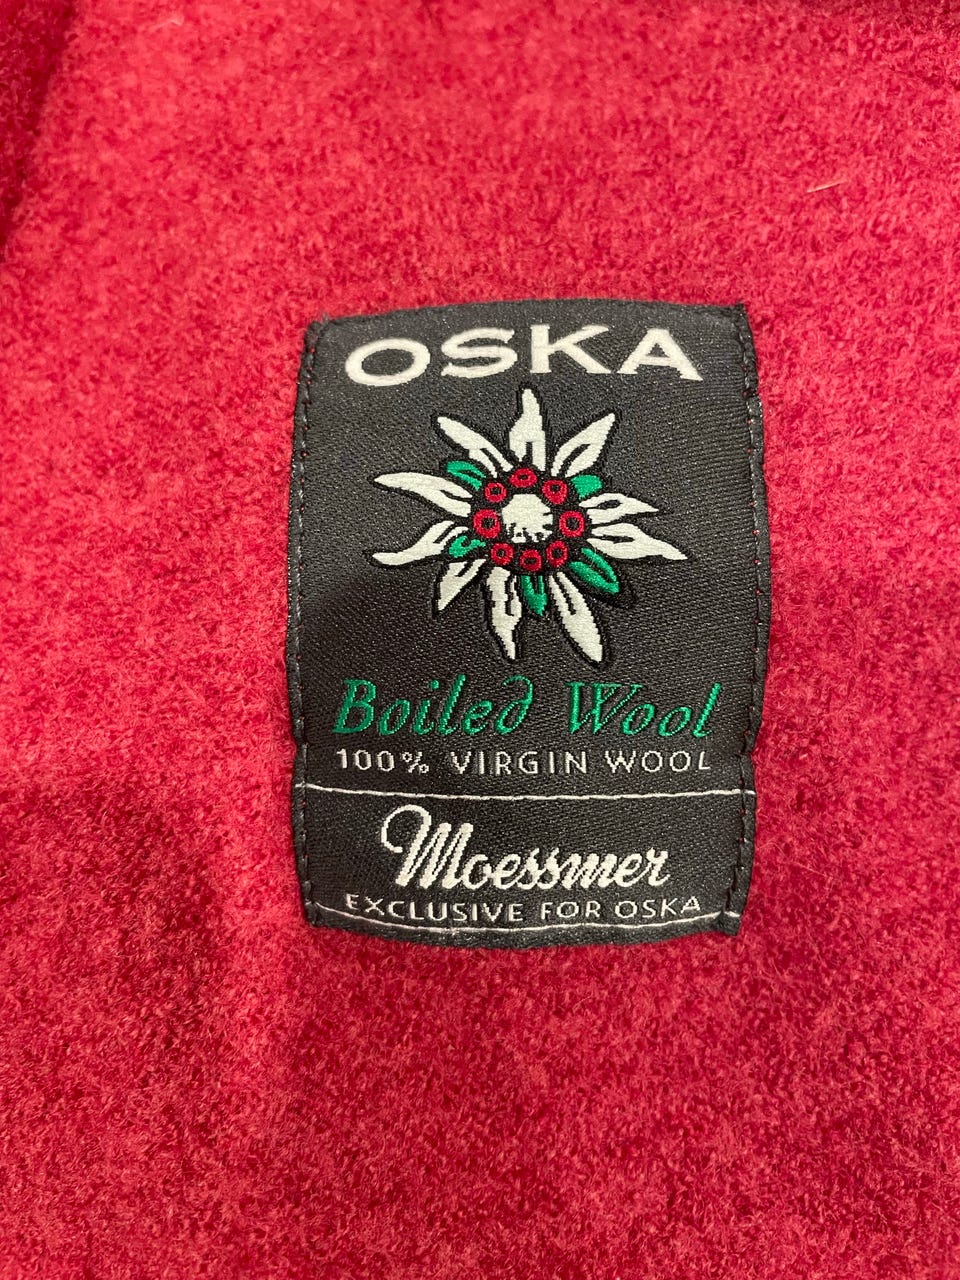 OSKA
Boiled Wool
100% VIRGIN WOOL
Moessmer
EXCLUSIVE FOR OSKA